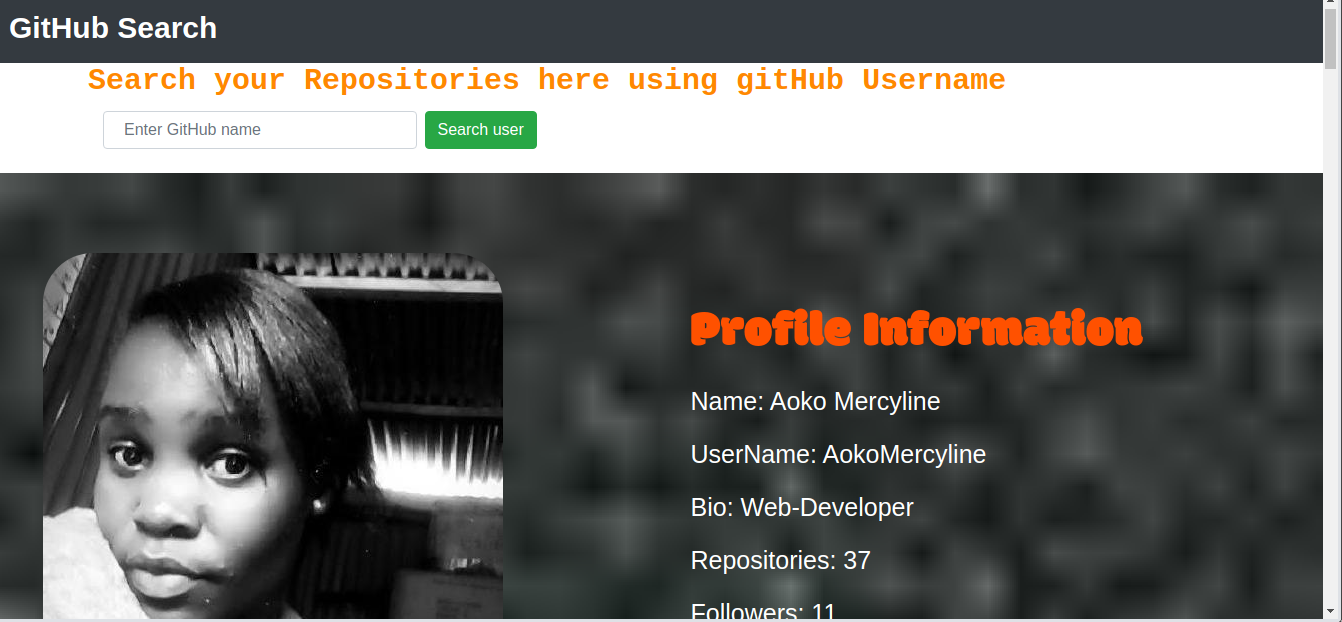 GitHub Search
Search your Repositories here using gitHub Username
Enter GitHub name
Search user
Profile Information
Name: Aoko Mercyline
UserName: AokoMercyline
Bio: Web-Developer
Repositories: 37
Followers: 11